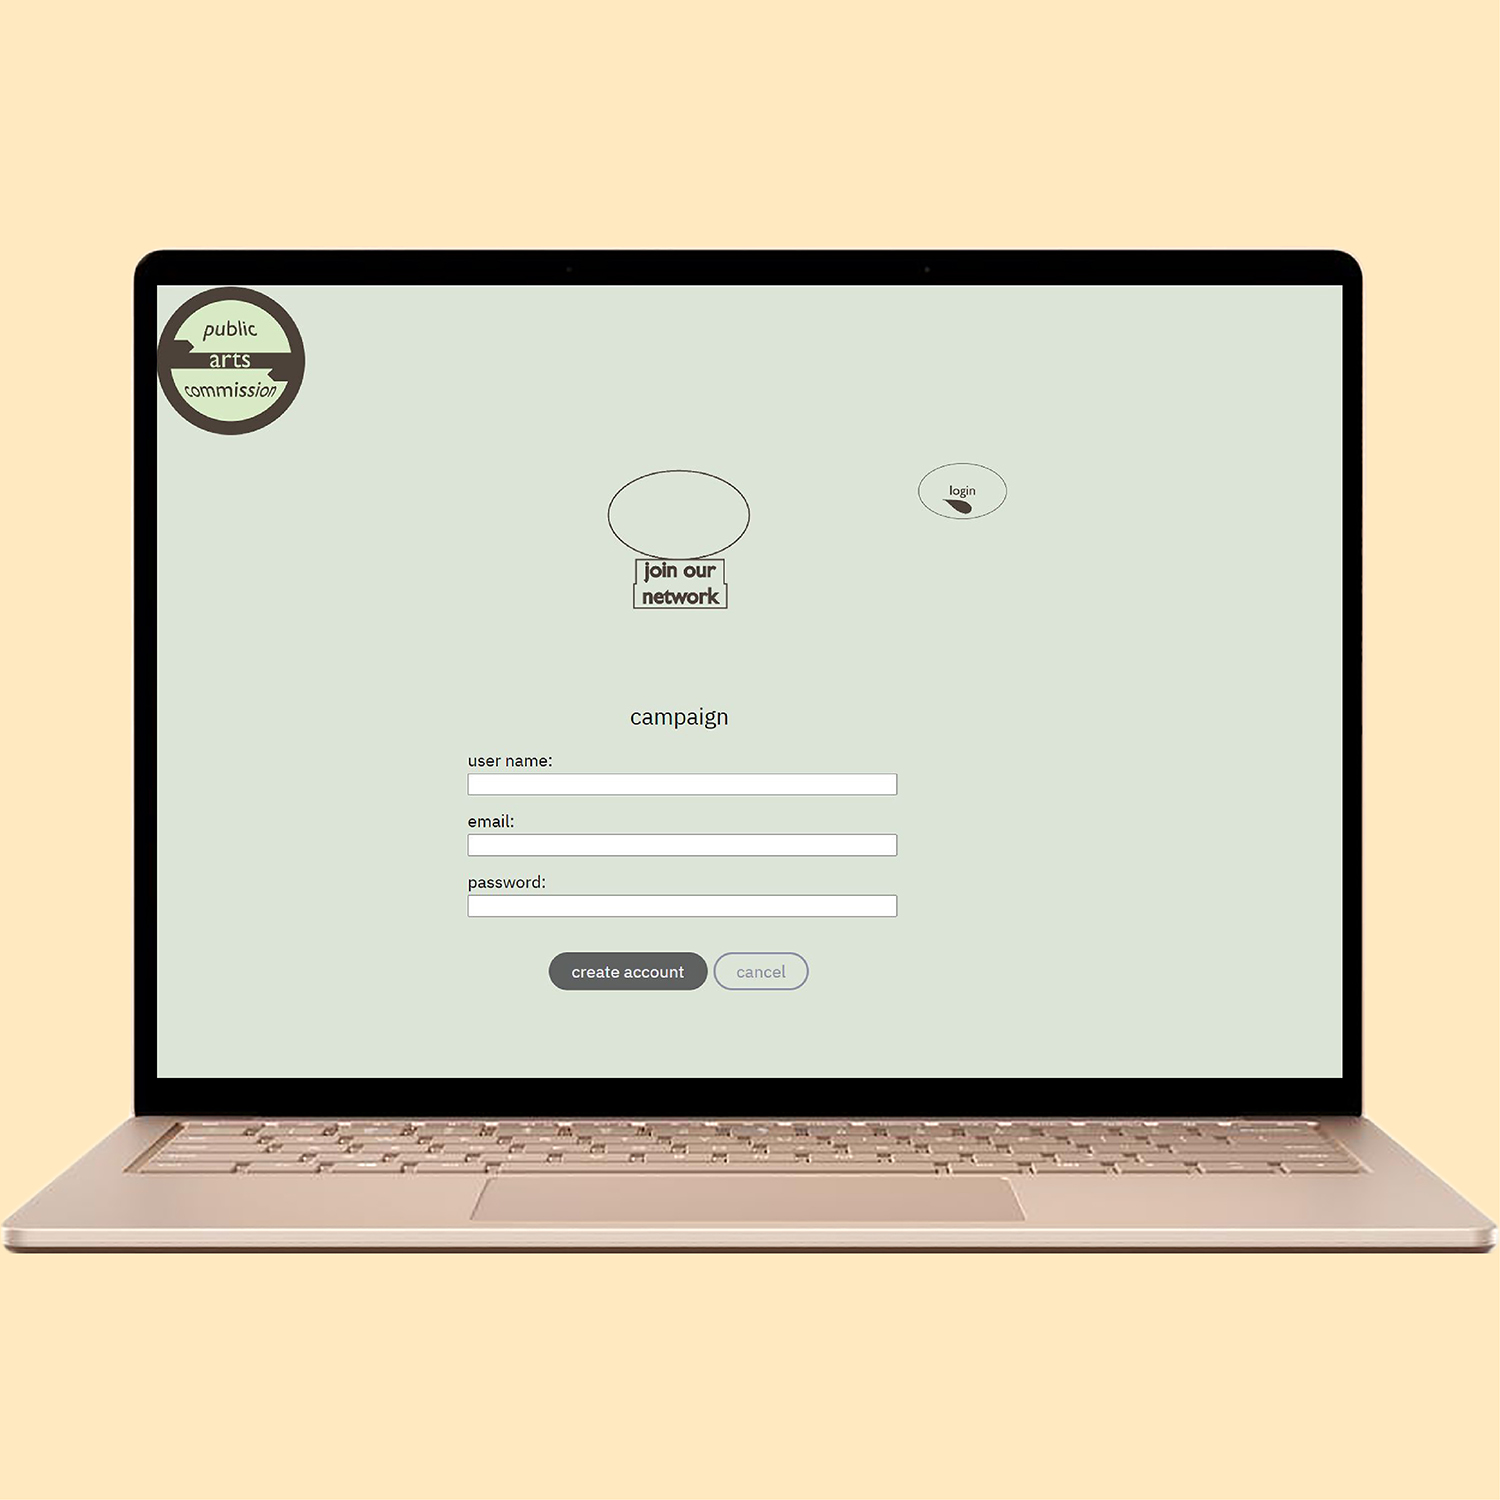 public
arts
commission
login
join our
network
campaign
user name:
email:
password:
create account
cancel